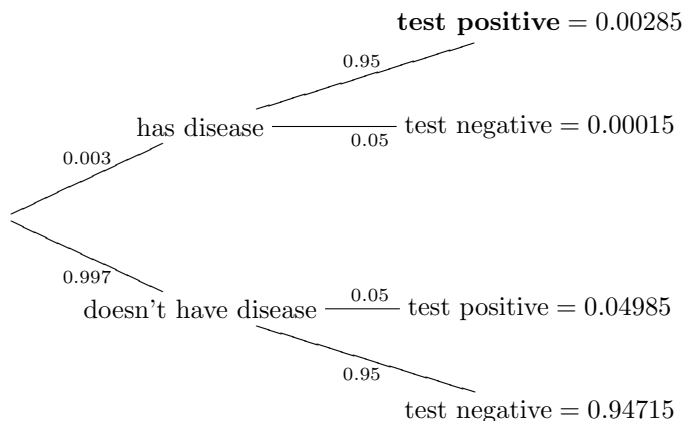 test positive = 0.00285
0.95
has disease
test negative = 0.00015
0.05
0.003
0.997
doesn't have disease
0.05
test positive = 0.04985
0.95
test negative = 0.94715